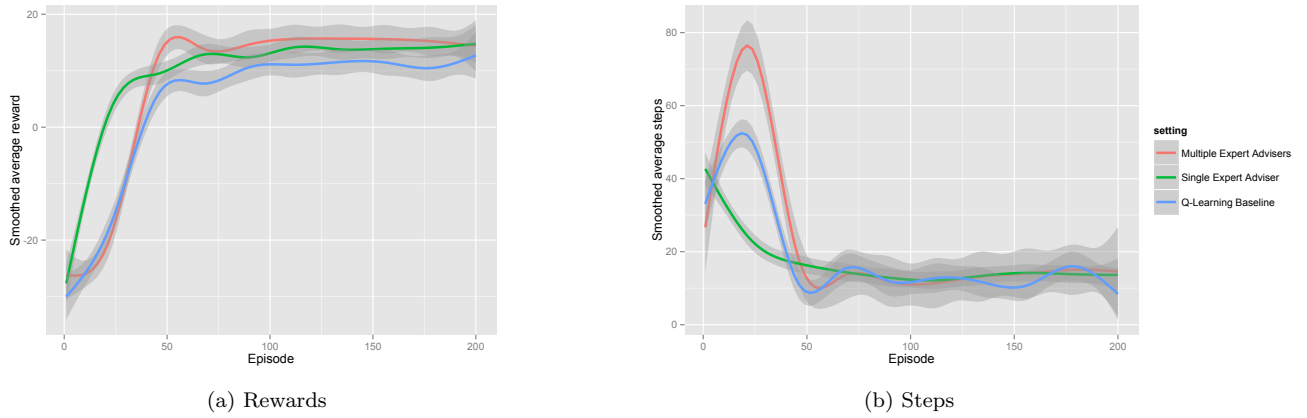 20
0
-20
0
50
100
150
200
Smoothed average reward
Episode
(a) Rewards
80
60
40
20
0
0
50
100
150
200
Smoothed average steps
Episode
(b) Steps
setting
Multiple Expert Advisers
Single Expert Adviser
Q-Learning Baseline